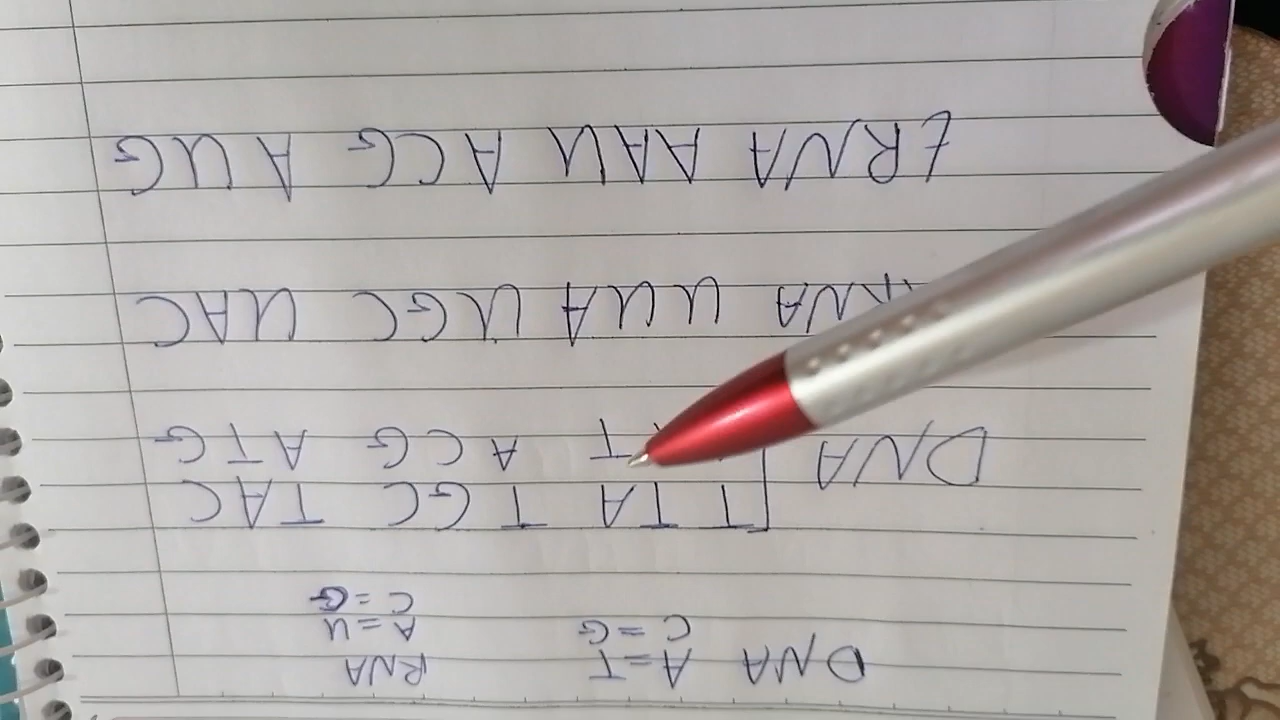 DNA A=T RNA
C=G A=U
C=G
DNA TTA TGC TAC
T ACG ATG
RNA UUA UGC UAC
tRNA AAU ACG AUG